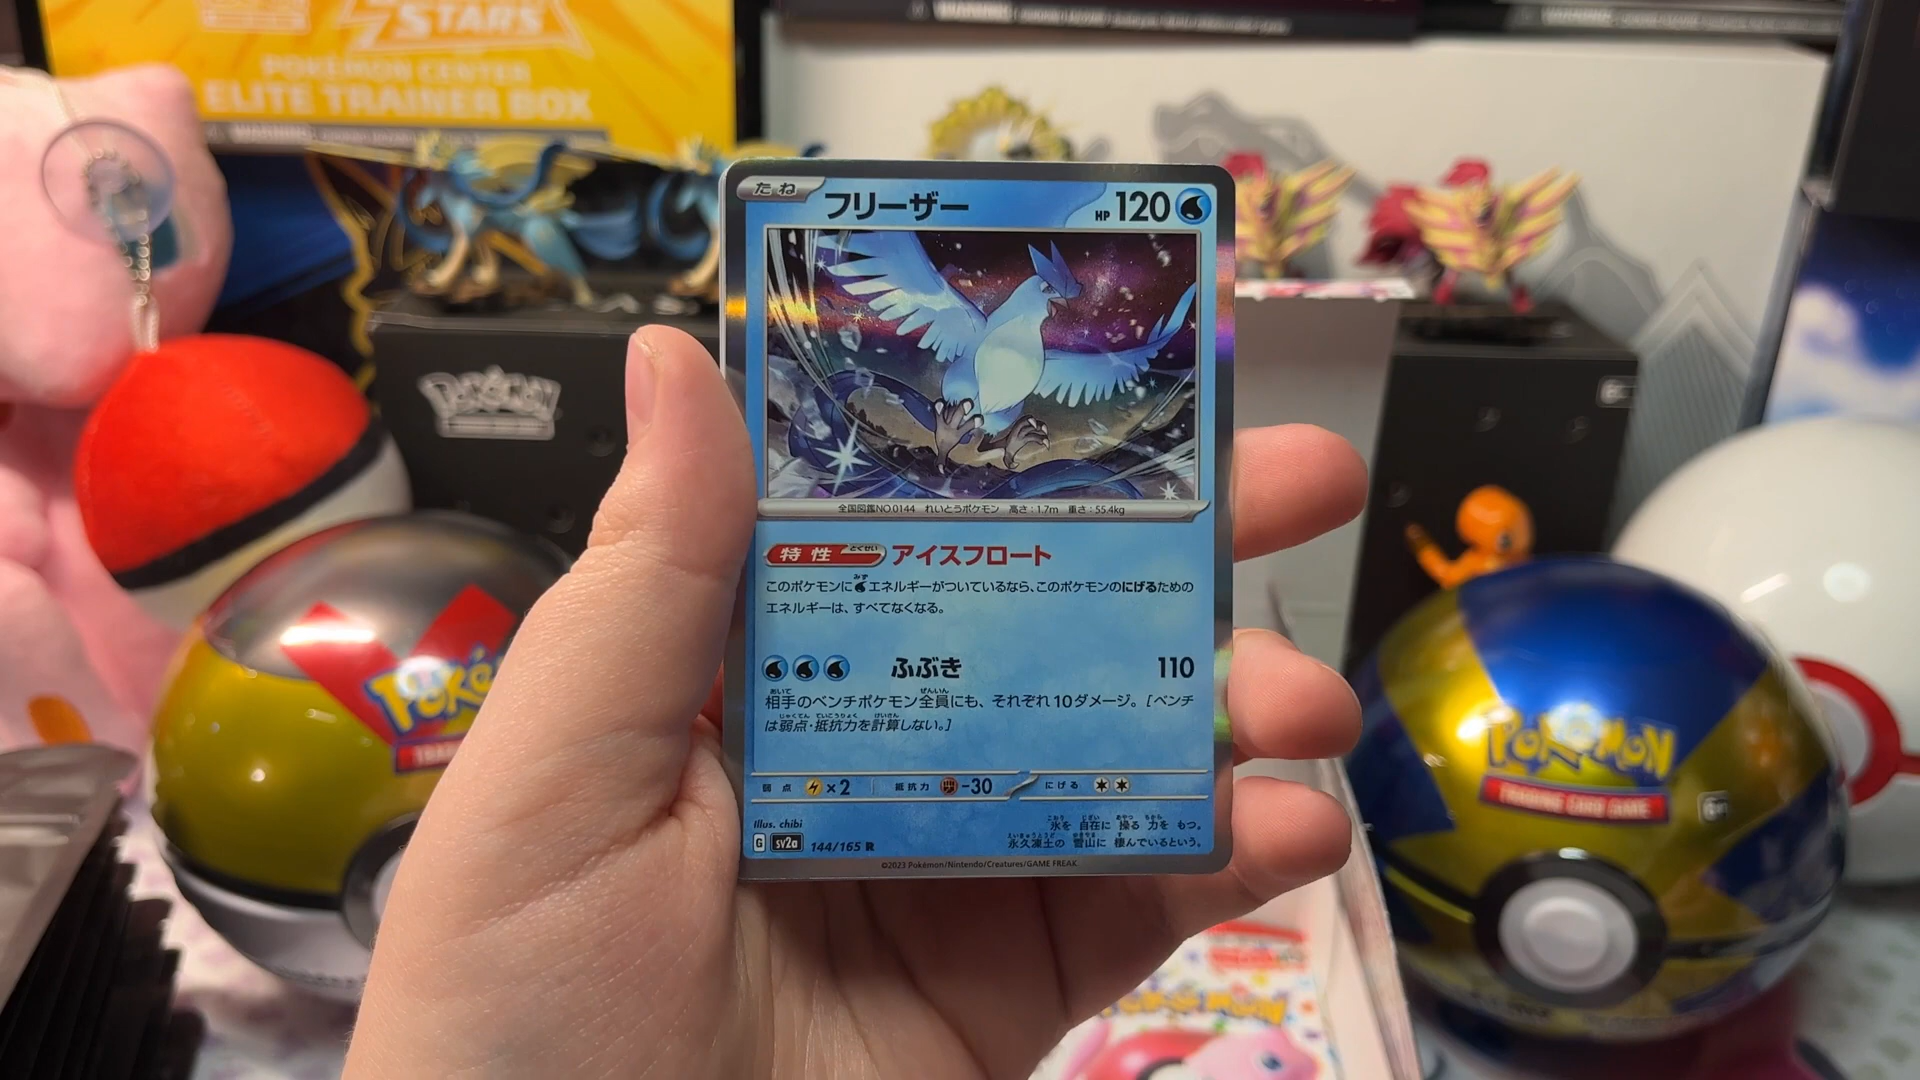 STARS
POKÉMON CENTER
ELITE TRAINER BOX
WARNING:
WARNING:
WARNING:
Pokémon
たね
フリーザー
HP 120
全国図鑑NO.0144 れいとうポケモン 高さ：1.7m 重さ：55.4kg
特性 とくせい アイスフロート
このポケモンに エネルギーがついているなら、このポケモンのにげるための
エネルギーは、すべてなくなる。
ふぶき 110
相手のベンチポケモン全員にも、それぞれ10ダメージ。［ベンチ
は弱点・抵抗力を計算しない。］
弱点 ×2 抵抗力 -30 にげる
Illus. chibi
氷を 自在に 操る 力を もつ。
永久凍土の 雪山に 棲んでいるという。
G sv2a 144/165 R
©2023 Pokémon/Nintendo/Creatures/GAME FREAK
POKéMON
TRADING CARD GAME
6+